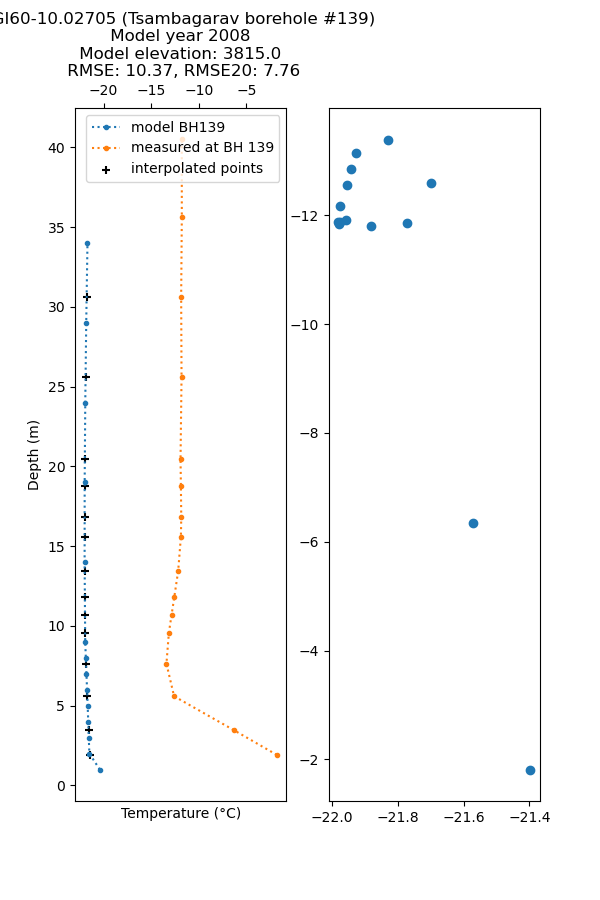 GI60-10.02705 (Tsambagarav borehole #139)
Model year 2008
Model elevation: 3815.0
RMSE: 10.37, RMSE20: 7.76
−20 −15 −10 −5
model BH139
measured at BH 139
interpolated points
40
35
30
25
20
15
10
5
0
Depth (m)
Temperature (°C)
−12
−10
−8
−6
−4
−2
−22.0 −21.8 −21.6 −21.4